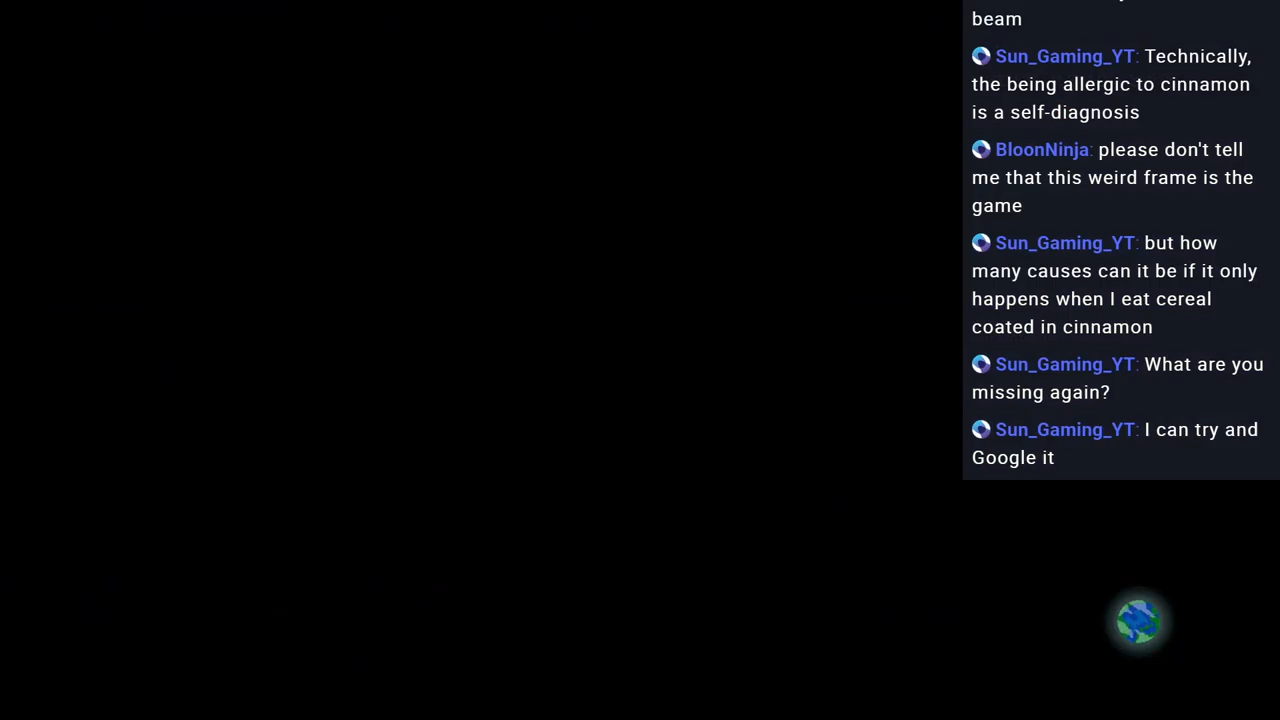 beam
Sun_Gaming_YT: Technically,
the being allergic to cinnamon
is a self-diagnosis
BloonNinja: please don't tell
me that this weird frame is the
game
Sun_Gaming_YT: but how
many causes can it be if it only
happens when I eat cereal
coated in cinnamon
Sun_Gaming_YT: What are you
missing again?
Sun_Gaming_YT: I can try and
Google it